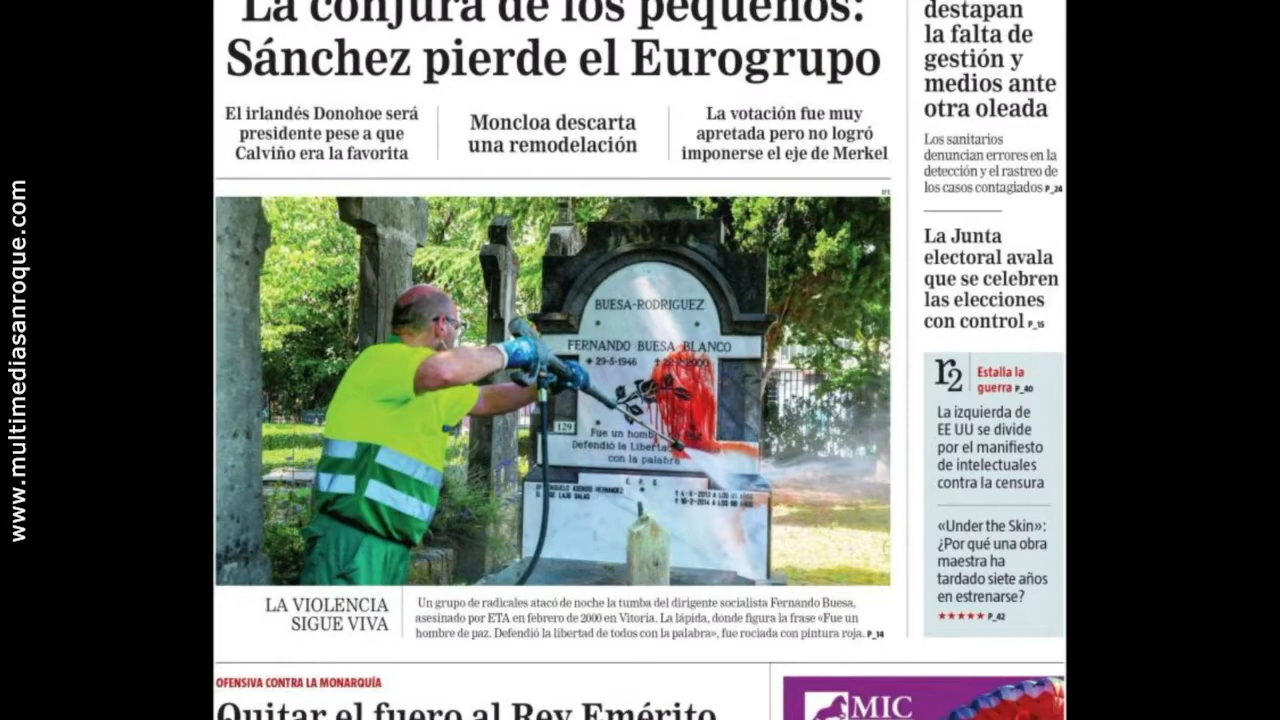 www.multimediasanroque.com
La conjura de los pequeños:
Sánchez pierde el Eurogrupo
El irlandés Donohoe será
presidente pese a que
Calviño era la favorita
Moncloa descarta
una remodelación
La votación fue muy
apretada pero no logró
imponerse el eje de Merkel
EFE
BUESA-RODRIGUEZ
FERNANDO BUESA BLANCO
29-5-1946
129
Fue un homb
Defendió la Libertad
con la palabra
E. P. D.
LA VIOLENCIA
SIGUE VIVA
Un grupo de radicales atacó de noche la tumba del dirigente socialista Fernando Buesa,
asesinado por ETA en febrero de 2000 en Vitoria. La lápida, donde figura la frase «Fue un
hombre de paz. Defendió la libertad de todos con la palabra», fue rociada con pintura roja. P_14
OFENSIVA CONTRA LA MONARQUÍA
Quitar el fuero al Rey Emérito
destapan
la falta de
gestión y
medios ante
otra oleada
Los sanitarios
denuncian errores en la
detección y el rastreo de
los casos contagiados P_24
La Junta
electoral avala
que se celebren
las elecciones
con control P_15
r2
Estalla la
guerra P_40
La izquierda de
EE UU se divide
por el manifiesto
de intelectuales
contra la censura
«Under the Skin»:
¿Por qué una obra
maestra ha
tardado siete años
en estrenarse?
★★★★★ P_42
MIC